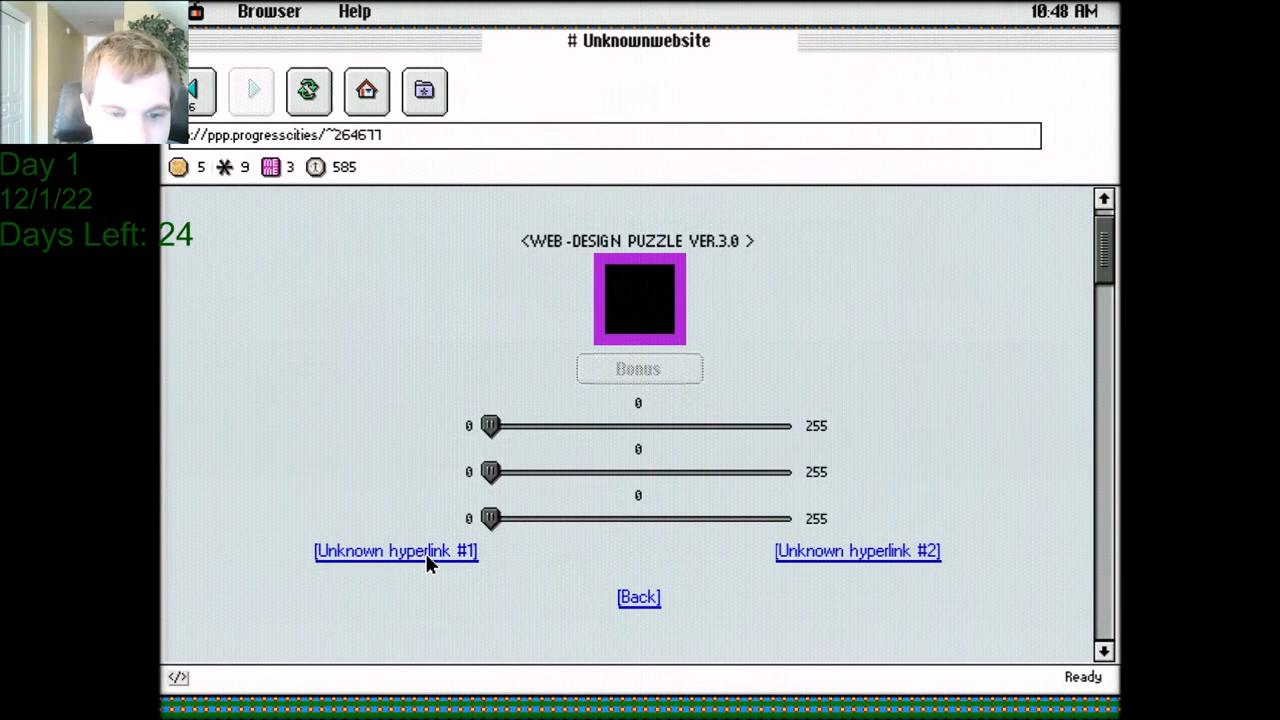 Browser Help 10:48 AM
# Unknownwebsite
6
://ppp.progresscities/~264677
5 9 MEME 3 585
Day 1
12/1/22
Days Left: 24
<WEB-DESIGN PUZZLE VER.3.0 >
Bonus
0
0 255
0
0 255
0
0 255
[Unknown hyperlink #1] [Unknown hyperlink #2]
[Back]
</> Ready